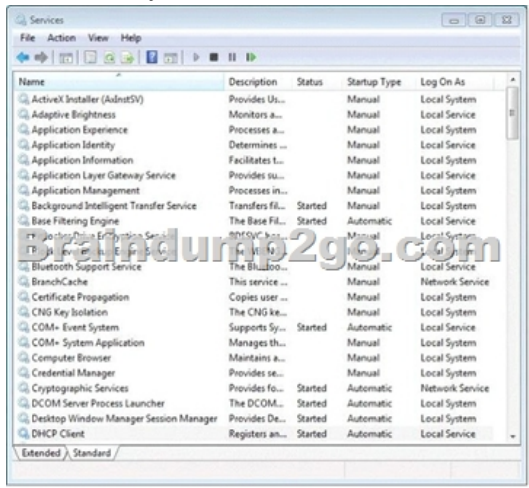 Services
File Action View Help
Name Description Status Startup Type Log On As
ActiveX Installer (AxInstSV) Provides Us... Manual Local System
Adaptive Brightness Monitors a... Manual Local Service
Application Experience Processes a... Manual Local System
Application Identity Determines ... Manual Local Service
Application Information Facilitates t... Manual Local System
Application Layer Gateway Service Provides su... Manual Local Service
Application Management Processes in... Manual Local System
Background Intelligent Transfer Service Transfers fil... Started Manual Local System
Base Filtering Engine The Base Fil... Started Automatic Local Service
Braindump2go.com
Bluetooth Support Service Manual Local Service
BranchCache This service ... Manual Network Service
Certificate Propagation Copies user ... Manual Local System
CNG Key Isolation The CNG ke... Manual Local System
COM+ Event System Supports Sy... Started Automatic Local Service
COM+ System Application Manages th... Manual Local System
Computer Browser Maintains a... Manual Local System
Credential Manager Provides se... Manual Local System
Cryptographic Services Provides fo... Started Automatic Network Service
DCOM Server Process Launcher The DCOM... Started Automatic Local System
Desktop Window Manager Session Manager Provides De... Started Automatic Local System
DHCP Client Registers an... Started Automatic Local Service
Extended Standard